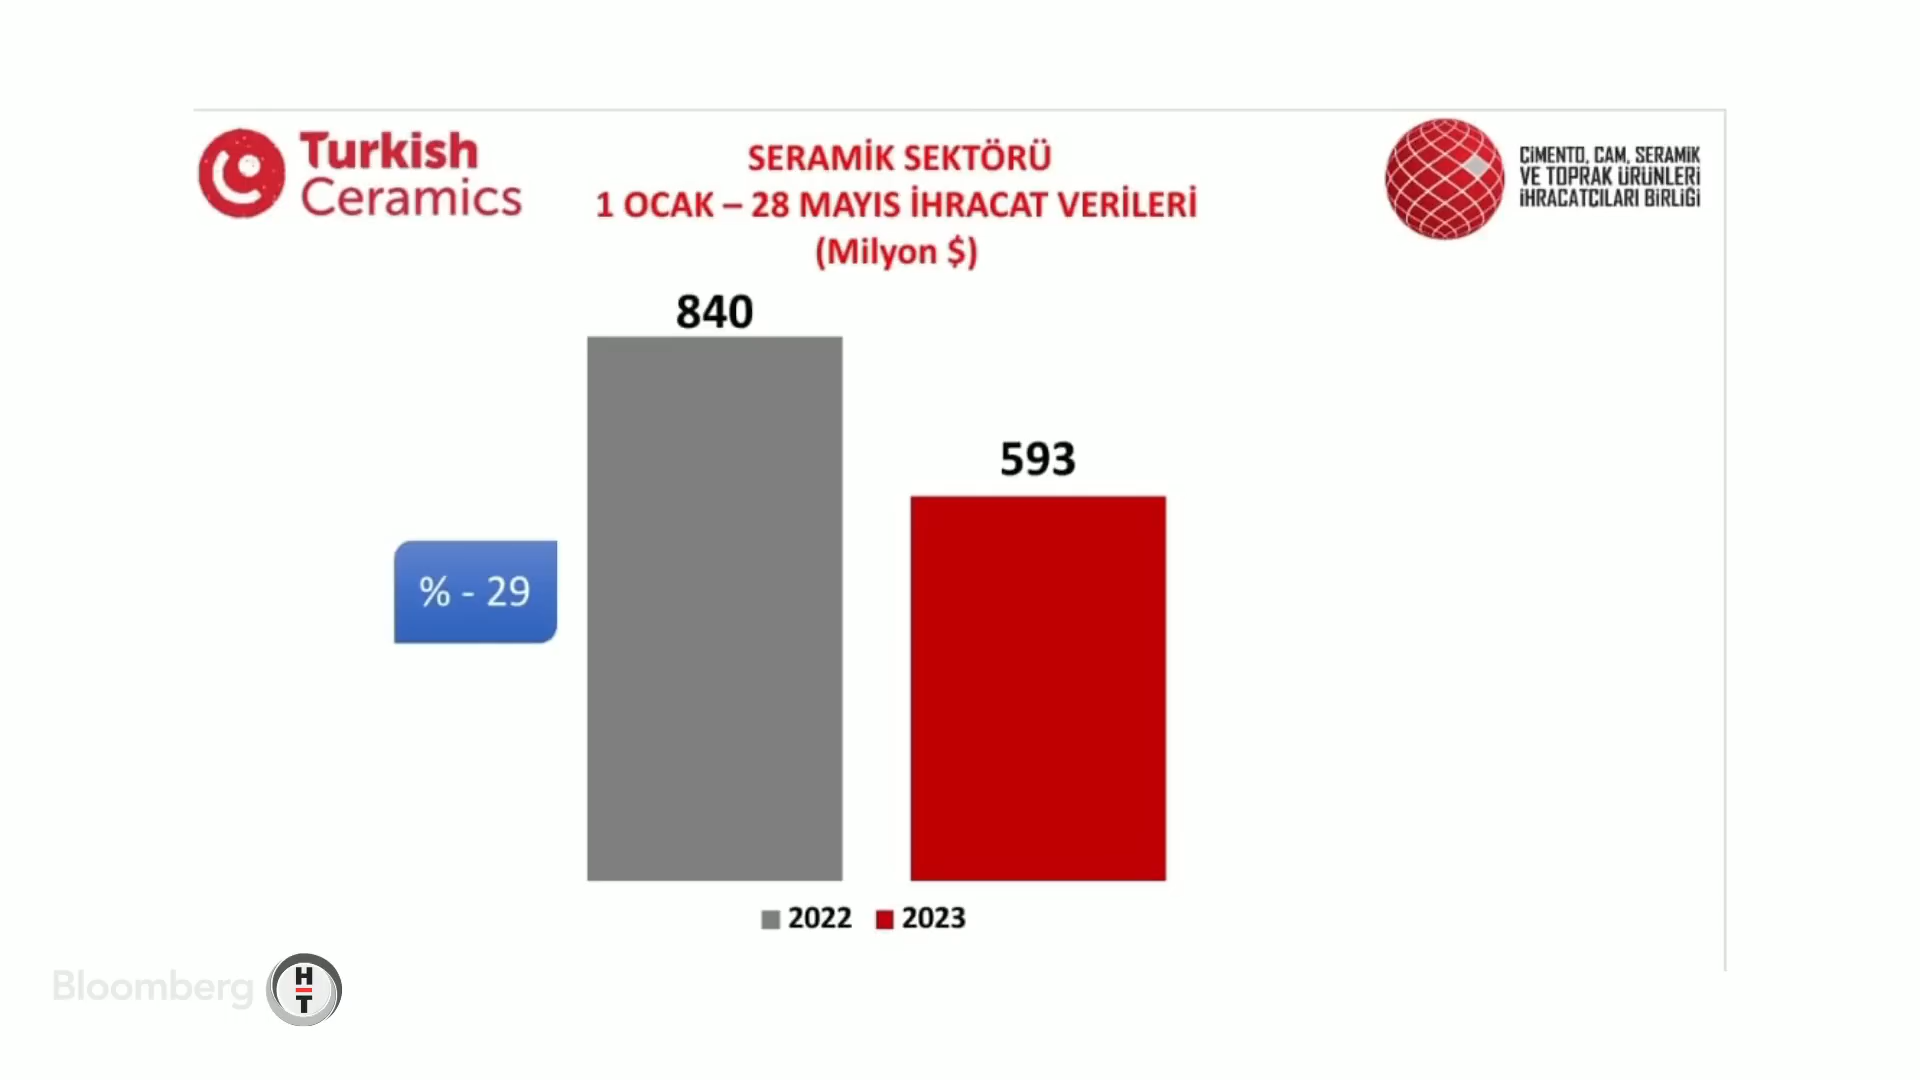 Turkish
Ceramics
SERAMİK SEKTÖRÜ
1 OCAK – 28 MAYIS İHRACAT VERİLERİ
(Milyon $)
ÇİMENTO, CAM, SERAMİK
VE TOPRAK ÜRÜNLERİ
İHRACATÇILARI BİRLİĞİ
840
593
% - 29
2022 2023
Bloomberg HT